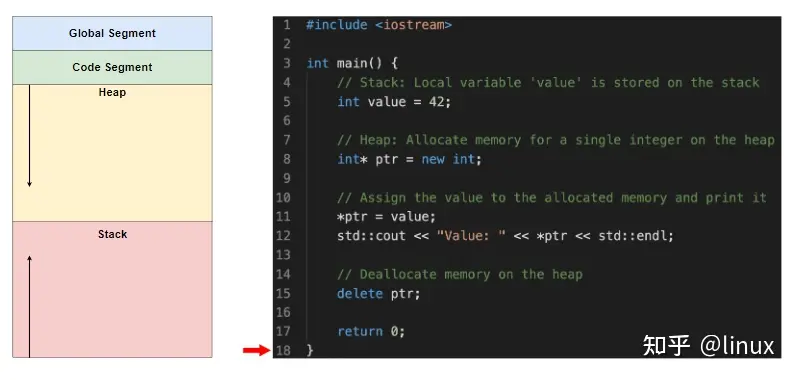 Global Segment
Code Segment
Heap
Stack
1 #include <iostream>
2
3 int main() {
4     // Stack: Local variable 'value' is stored on the stack
5     int value = 42;
6
7     // Heap: Allocate memory for a single integer on the heap
8     int* ptr = new int;
9
10     // Assign the value to the allocated memory and print it
11     *ptr = value;
12     std::cout << "Value: " << *ptr << std::endl;
13
14     // Deallocate memory on the heap
15     delete ptr;
16
17     return 0;
18 }
知乎 @linux